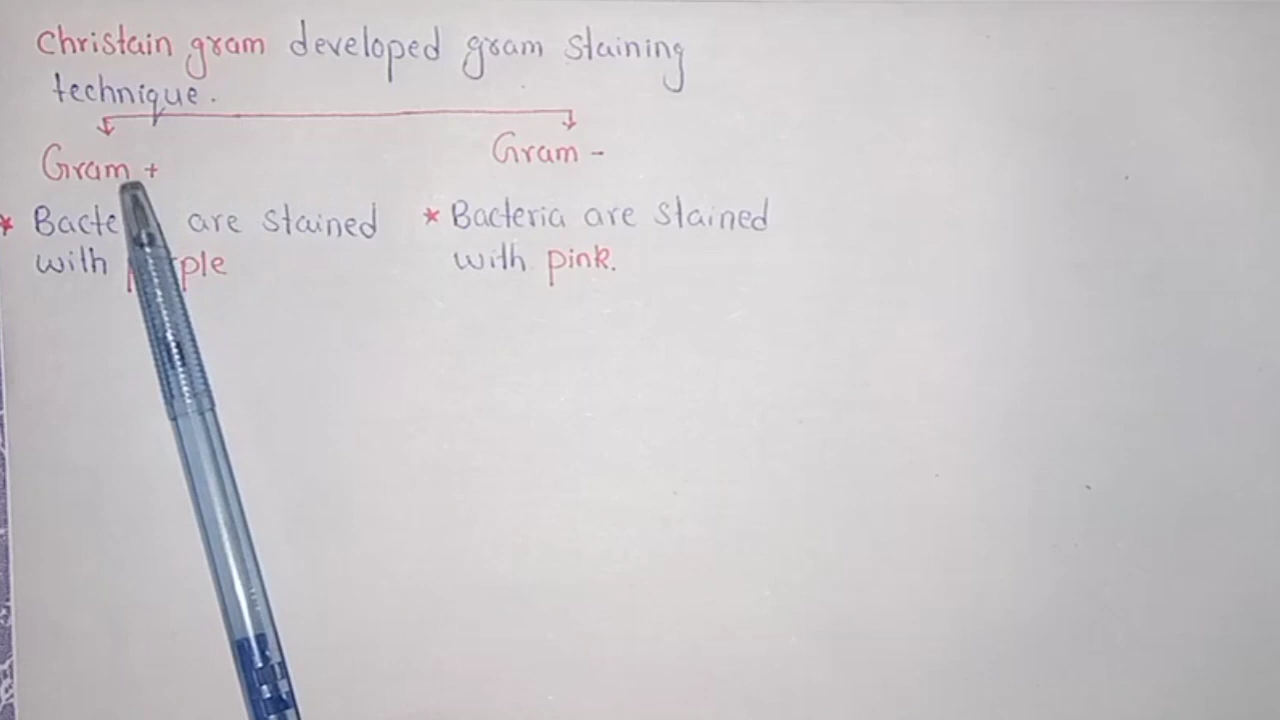 Christain gram developed gram staining
technique.
Gram +
Gram -
* Bacte are stained
with ple
* Bacteria are stained
with pink.